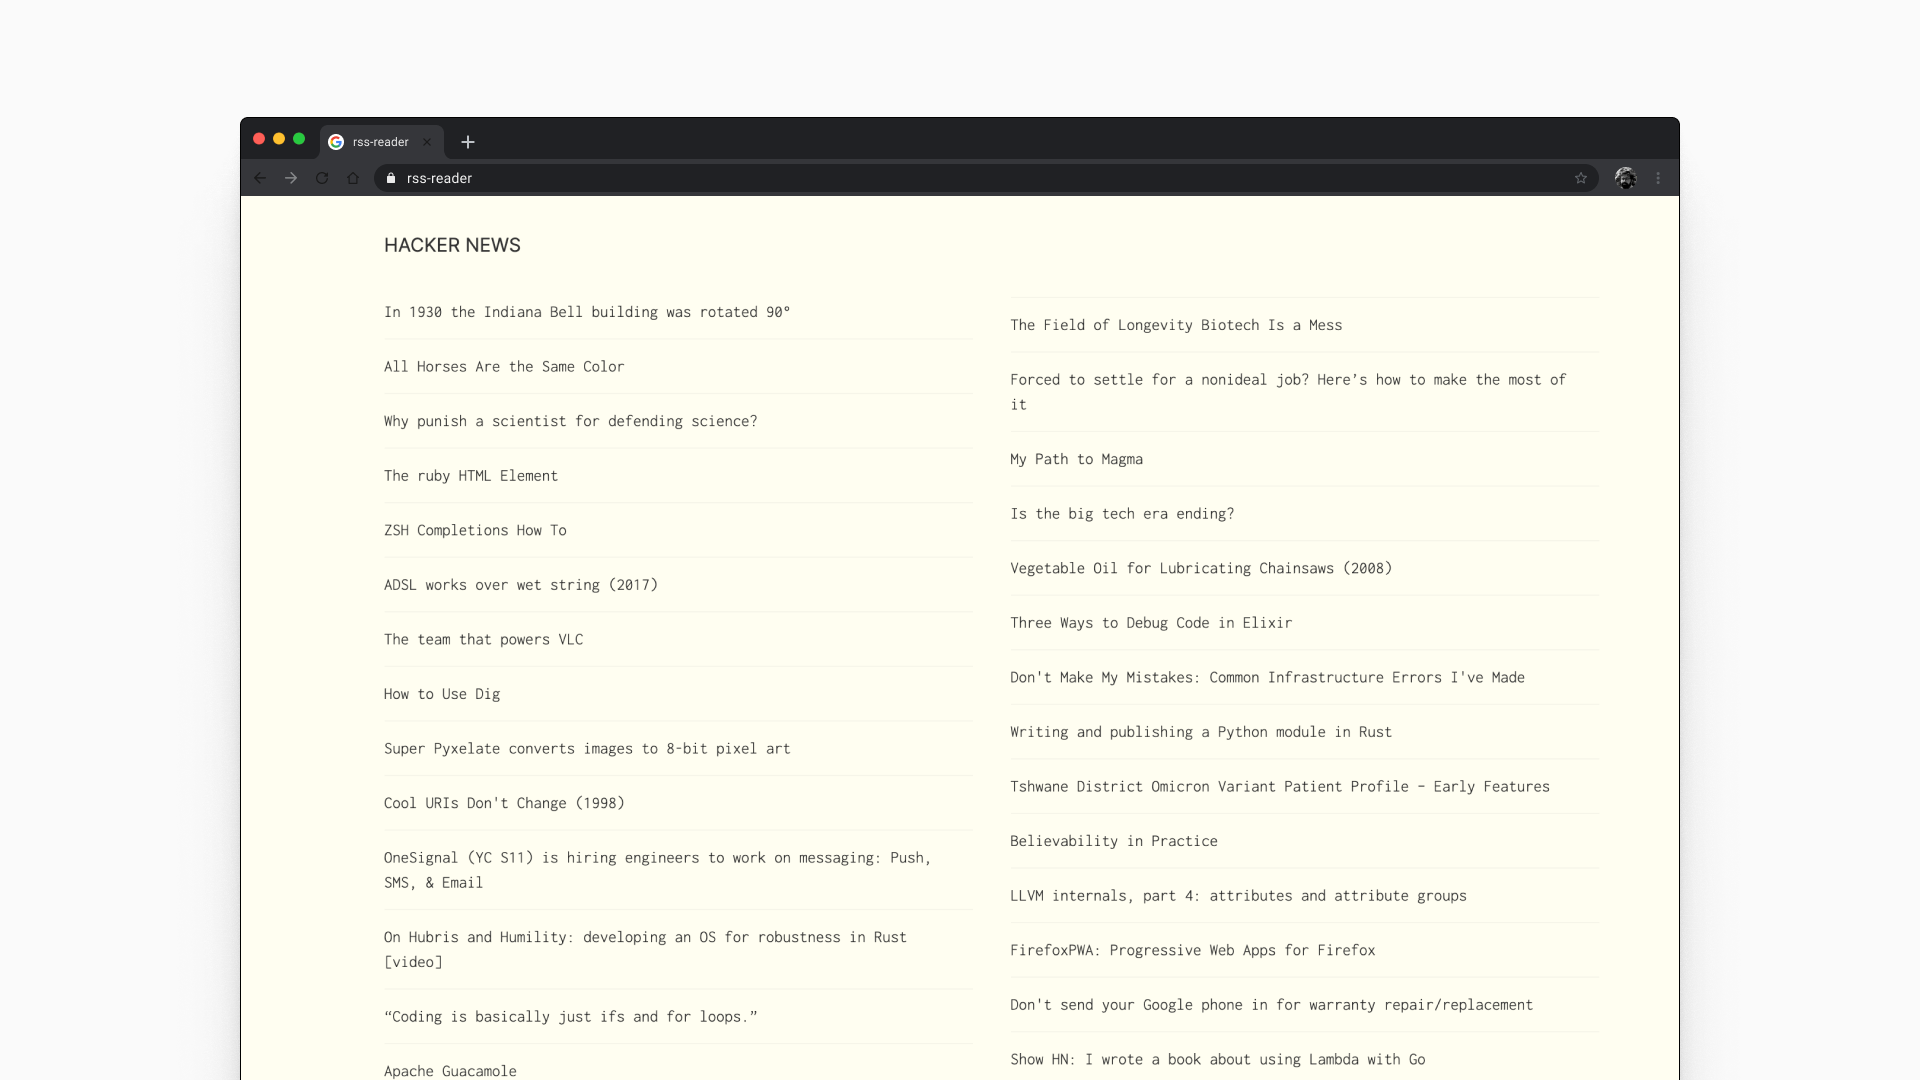 rss-reader
rss-reader
HACKER NEWS
In 1930 the Indiana Bell building was rotated 90°
All Horses Are the Same Color
Why punish a scientist for defending science?
The ruby HTML Element
ZSH Completions How To
ADSL works over wet string (2017)
The team that powers VLC
How to Use Dig
Super Pyxelate converts images to 8-bit pixel art
Cool URIs Don't Change (1998)
OneSignal (YC S11) is hiring engineers to work on messaging: Push,
SMS, & Email
On Hubris and Humility: developing an OS for robustness in Rust
[video]
“Coding is basically just ifs and for loops.”
Apache Guacamole
The Field of Longevity Biotech Is a Mess
Forced to settle for a nonideal job? Here’s how to make the most of
it
My Path to Magma
Is the big tech era ending?
Vegetable Oil for Lubricating Chainsaws (2008)
Three Ways to Debug Code in Elixir
Don't Make My Mistakes: Common Infrastructure Errors I've Made
Writing and publishing a Python module in Rust
Tshwane District Omicron Variant Patient Profile – Early Features
Believability in Practice
LLVM internals, part 4: attributes and attribute groups
FirefoxPWA: Progressive Web Apps for Firefox
Don't send your Google phone in for warranty repair/replacement
Show HN: I wrote a book about using Lambda with Go